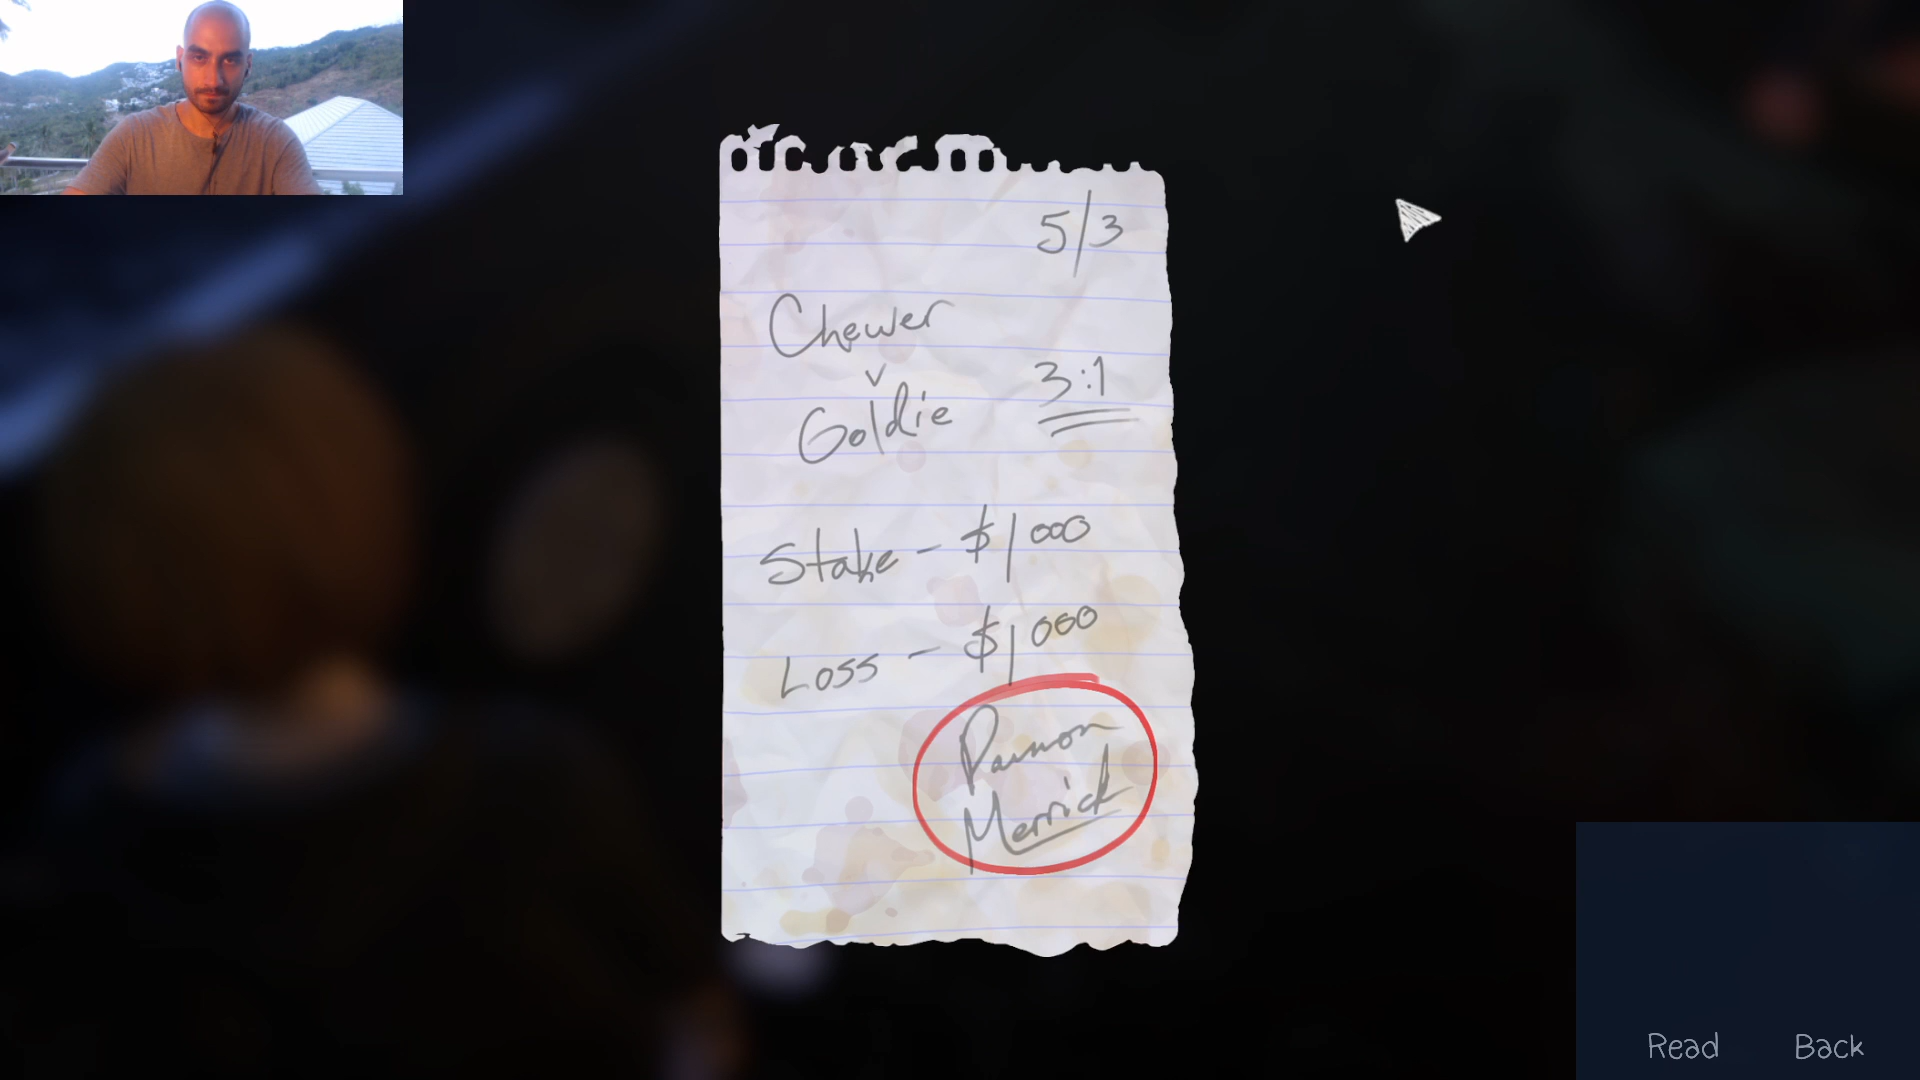 5/3
Chewer
v
Goldie 3:1
Stake - $1000
Loss - $1000
Damon
Merrick
Read Back